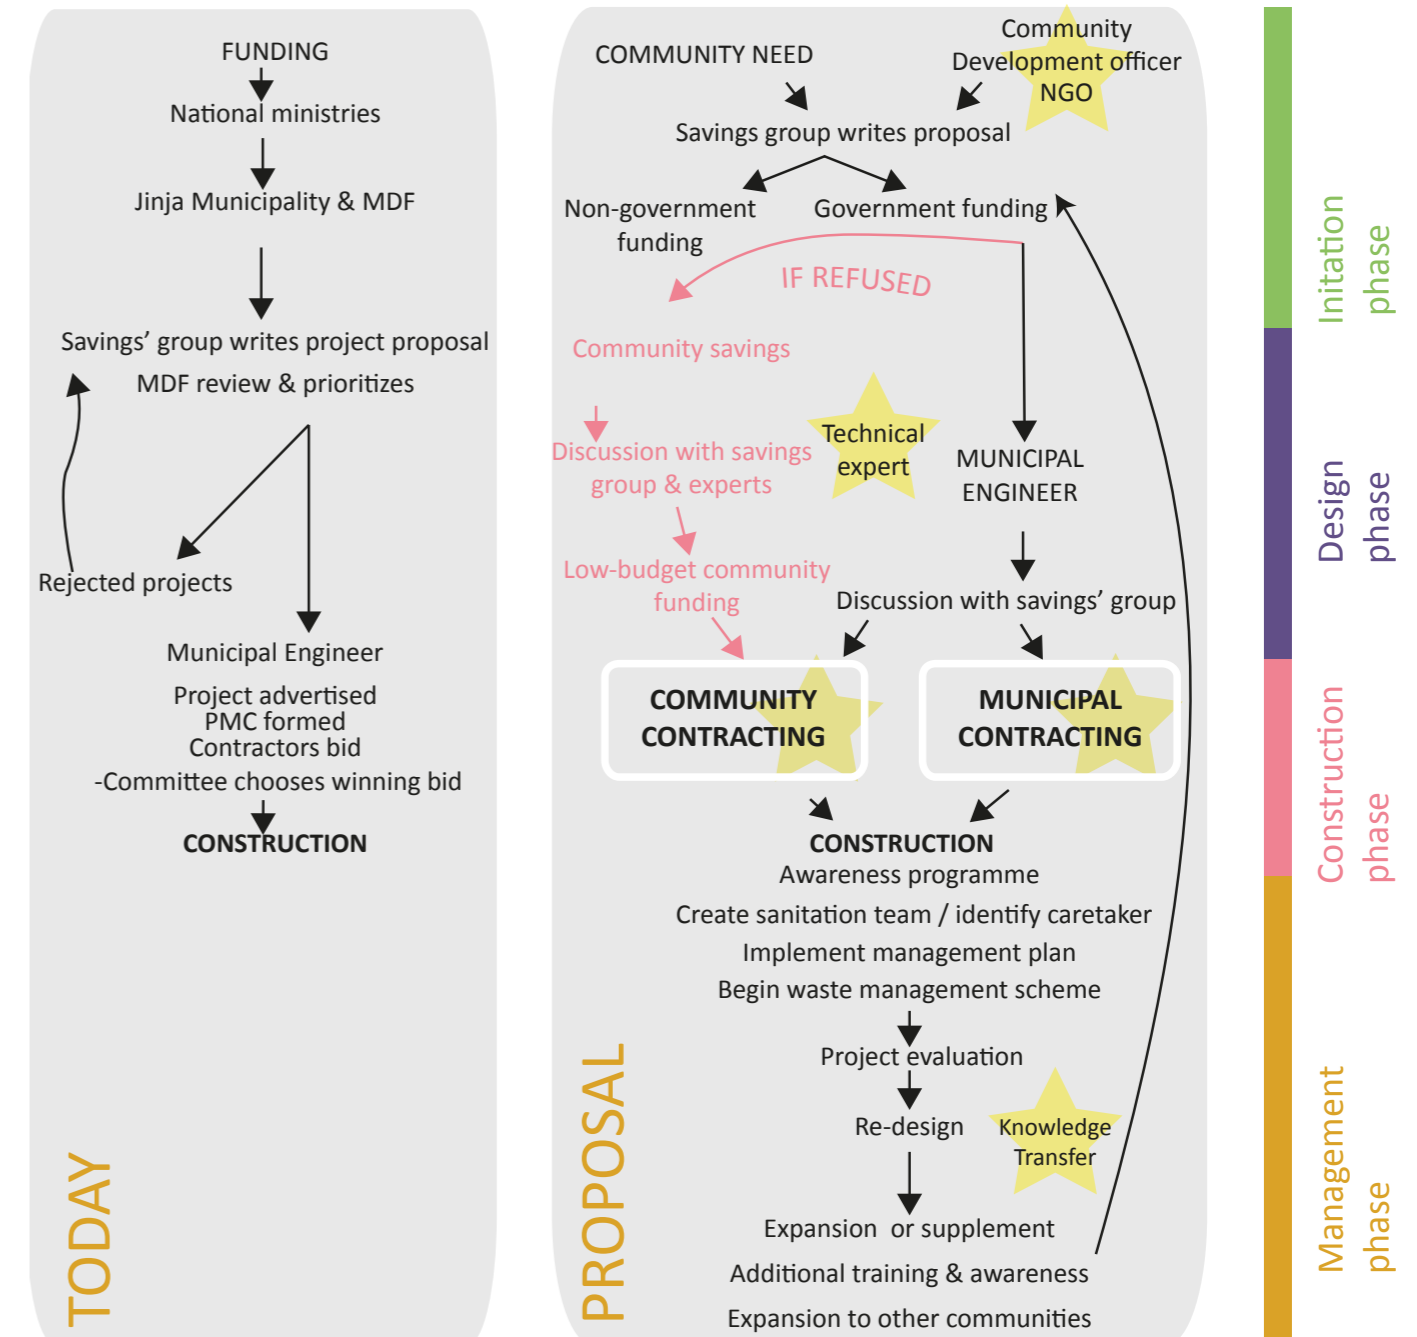 FUNDING
National ministries
Jinja Municipality & MDF
Savings’ group writes project proposal
MDF review & prioritizes
Rejected projects
Municipal Engineer
Project advertised
PMC formed
Contractors bid
-Committee chooses winning bid
CONSTRUCTION
TODAY
COMMUNITY NEED
Community
Development officer
NGO
Savings group writes proposal
Non-government
funding
Government funding
IF REFUSED
Community savings
Discussion with savings
group & experts
Low-budget community
funding
Technical
expert
MUNICIPAL
ENGINEER
Discussion with savings’ group
COMMUNITY
CONTRACTING
MUNICIPAL
CONTRACTING
CONSTRUCTION
Awareness programme
Create sanitation team / identify caretaker
Implement management plan
Begin waste management scheme
Project evaluation
Re-design
Knowledge
Transfer
Expansion or supplement
Additional training & awareness
Expansion to other communities
PROPOSAL
Initation
phase
Design
phase
Construction
phase
Management
phase